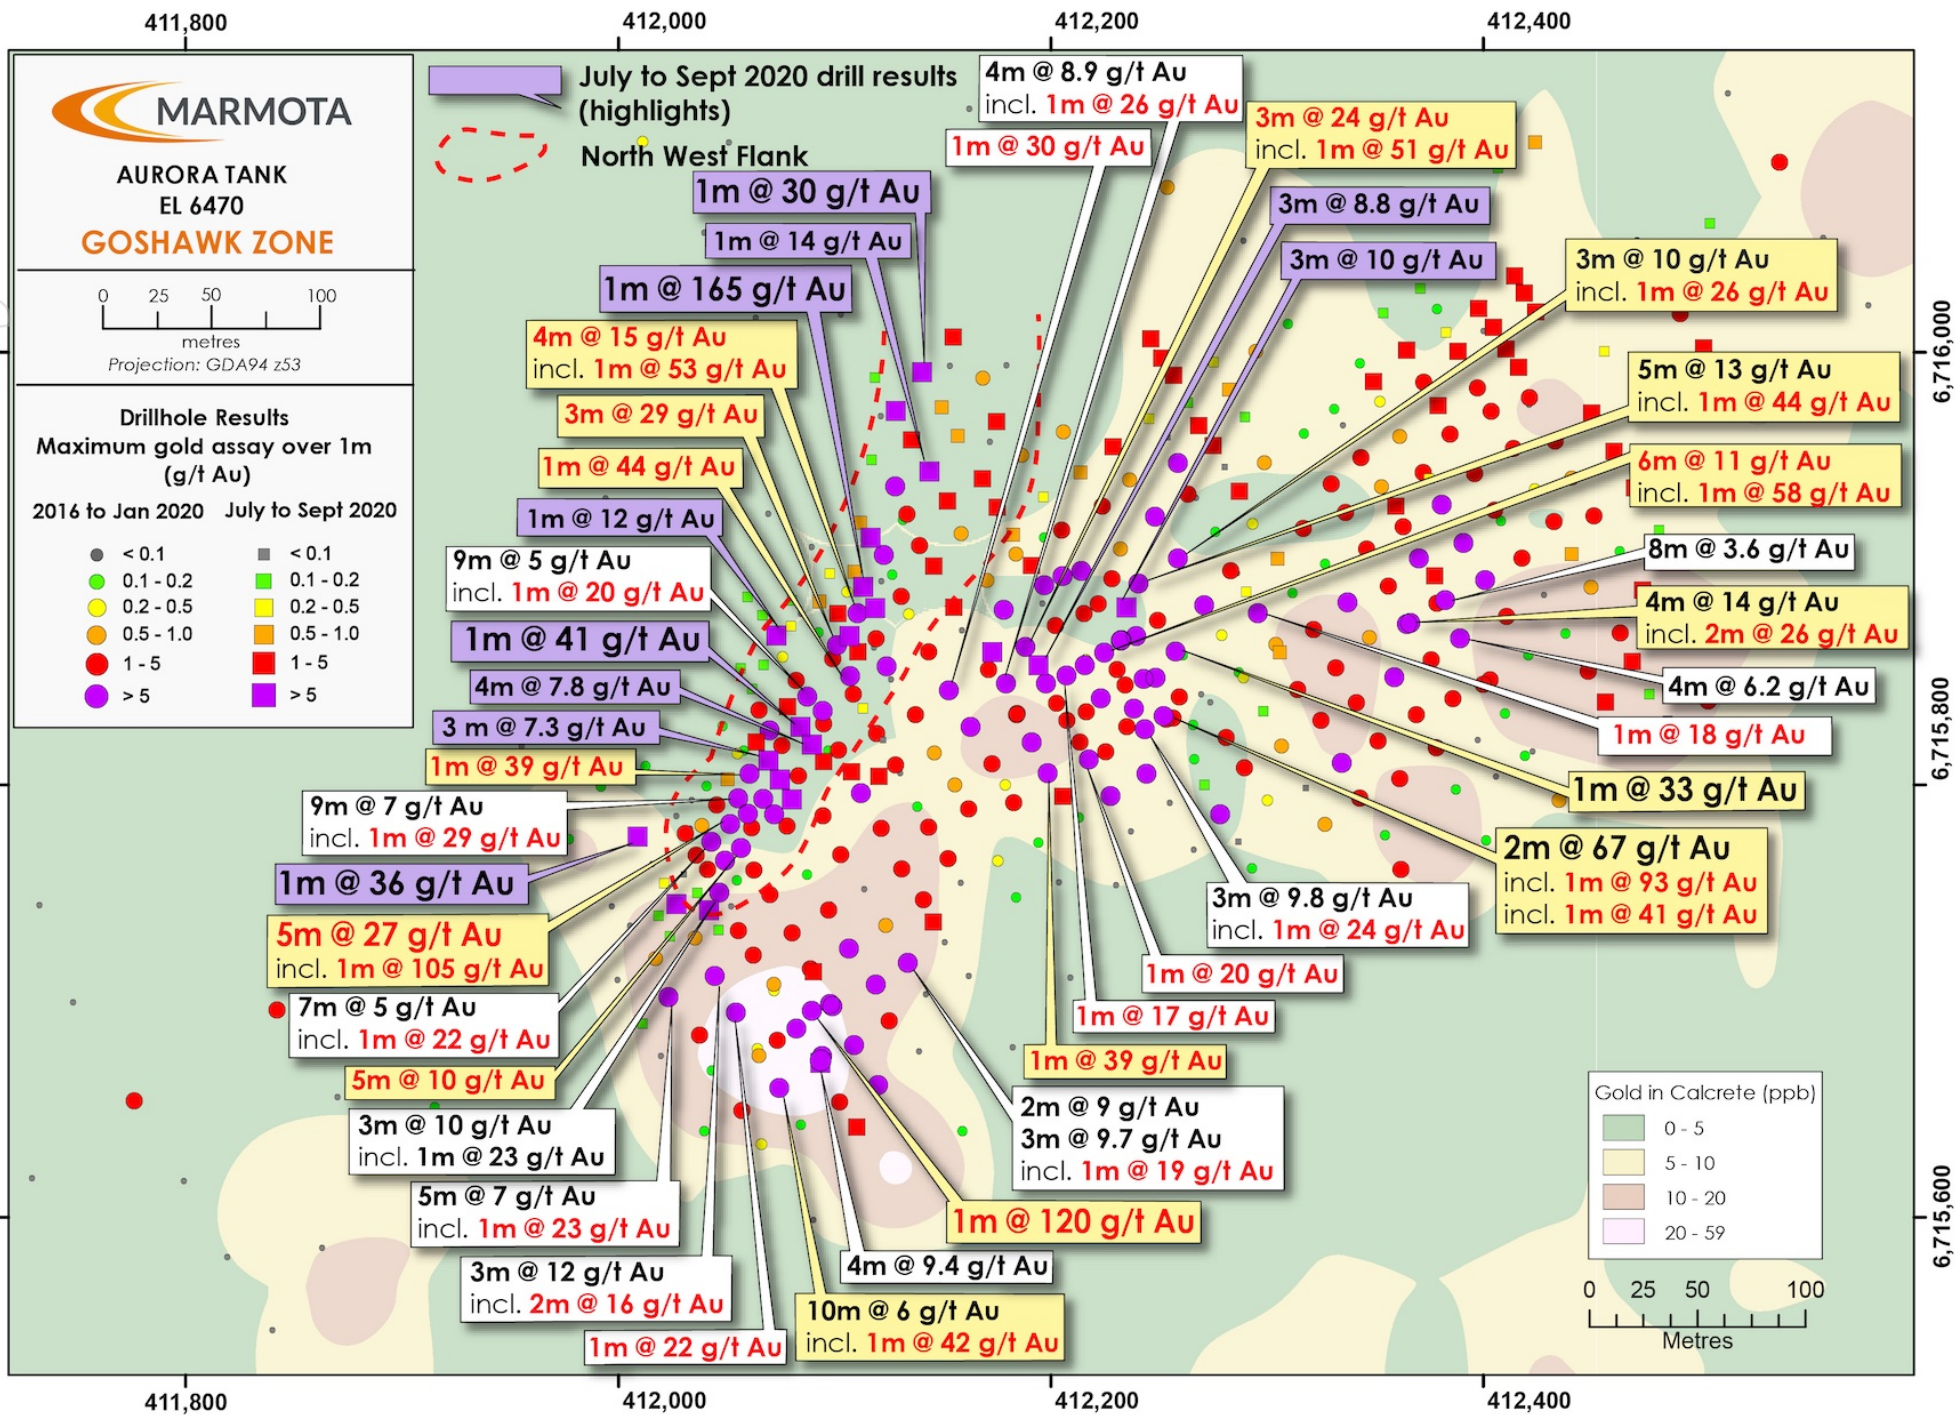 411,800
412,000
412,200
412,400
MARMOTA
AURORA TANK
EL 6470
GOSHAWK ZONE
0 25 50 100
metres
Projection: GDA94 z53
Drillhole Results
Maximum gold assay over 1m
(g/t Au)
2016 to Jan 2020 July to Sept 2020
< 0.1 < 0.1
0.1 - 0.2 0.1 - 0.2
0.2 - 0.5 0.2 - 0.5
0.5 - 1.0 0.5 - 1.0
1 - 5 1 - 5
> 5 > 5
July to Sept 2020 drill results
(highlights)
North West Flank
1m @ 30 g/t Au
1m @ 14 g/t Au
1m @ 165 g/t Au
4m @ 15 g/t Au
incl. 1m @ 53 g/t Au
3m @ 29 g/t Au
1m @ 44 g/t Au
1m @ 12 g/t Au
9m @ 5 g/t Au
incl. 1m @ 20 g/t Au
1m @ 41 g/t Au
4m @ 7.8 g/t Au
3 m @ 7.3 g/t Au
1m @ 39 g/t Au
9m @ 7 g/t Au
incl. 1m @ 29 g/t Au
1m @ 36 g/t Au
5m @ 27 g/t Au
incl. 1m @ 105 g/t Au
7m @ 5 g/t Au
incl. 1m @ 22 g/t Au
5m @ 10 g/t Au
3m @ 10 g/t Au
incl. 1m @ 23 g/t Au
5m @ 7 g/t Au
incl. 1m @ 23 g/t Au
3m @ 12 g/t Au
incl. 2m @ 16 g/t Au
1m @ 22 g/t Au
4m @ 8.9 g/t Au
incl. 1m @ 26 g/t Au
1m @ 30 g/t Au
3m @ 24 g/t Au
incl. 1m @ 51 g/t Au
3m @ 8.8 g/t Au
3m @ 10 g/t Au
3m @ 10 g/t Au
incl. 1m @ 26 g/t Au
5m @ 13 g/t Au
incl. 1m @ 44 g/t Au
6m @ 11 g/t Au
incl. 1m @ 58 g/t Au
8m @ 3.6 g/t Au
4m @ 14 g/t Au
incl. 2m @ 26 g/t Au
4m @ 6.2 g/t Au
1m @ 18 g/t Au
1m @ 33 g/t Au
2m @ 67 g/t Au
incl. 1m @ 93 g/t Au
incl. 1m @ 41 g/t Au
3m @ 9.8 g/t Au
incl. 1m @ 24 g/t Au
1m @ 20 g/t Au
1m @ 17 g/t Au
1m @ 39 g/t Au
2m @ 9 g/t Au
3m @ 9.7 g/t Au
incl. 1m @ 19 g/t Au
1m @ 120 g/t Au
4m @ 9.4 g/t Au
10m @ 6 g/t Au
incl. 1m @ 42 g/t Au
6,716,000
6,715,800
6,715,600
Gold in Calcrete (ppb)
0 - 5
5 - 10
10 - 20
20 - 59
0 25 50 100
Metres
411,800
412,000
412,200
412,400